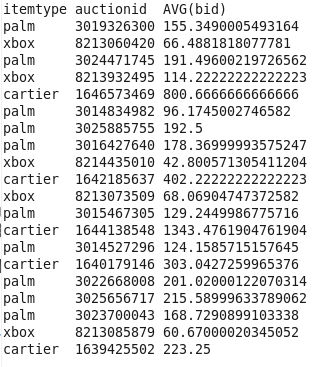 itemtype auctionid AVG(bid)
palm 3019326300 155.3490005493164
xbox 8213060420 66.4881818077781
palm 3024471745 191.49600219726562
xbox 8213932495 114.22222222222223
cartier 1646573469 800.6666666666666
palm 3014834982 96.1745002746582
palm 3025885755 192.5
palm 3016427640 178.36999993575247
xbox 8214435010 42.800571305411204
cartier 1642185637 402.22222222222223
xbox 8213073509 68.06904747372582
palm 3015467305 129.2449986775716
cartier 1644138548 1343.4761904761904
palm 3014527296 124.1585715157645
cartier 1640179146 303.0427259965376
palm 3022668008 201.02000122070314
palm 3025656717 215.58999633789062
palm 3023700043 168.7290899103338
xbox 8213085879 60.67000020345052
cartier 1639425502 223.25